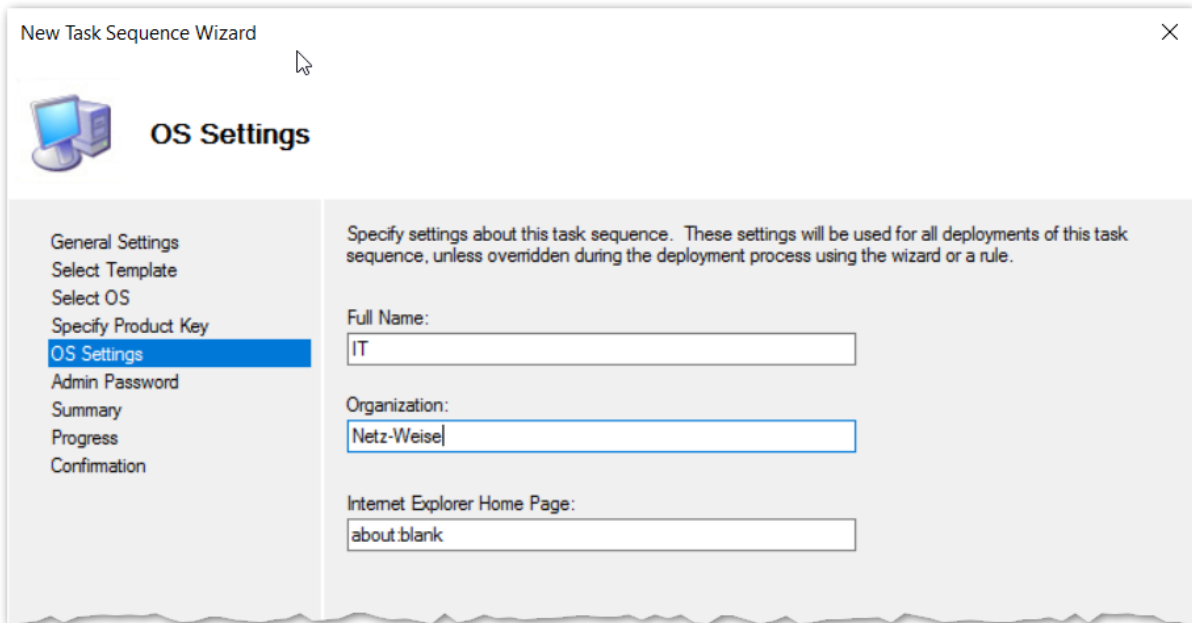 New Task Sequence Wizard
OS Settings
General Settings
Select Template
Select OS
Specify Product Key
OS Settings
Admin Password
Summary
Progress
Confirmation
Specify settings about this task sequence.  These settings will be used for all deployments of this task
sequence, unless overridden during the deployment process using the wizard or a rule.
Full Name:
IT
Organization:
Netz-Weise
Internet Explorer Home Page:
about:blank